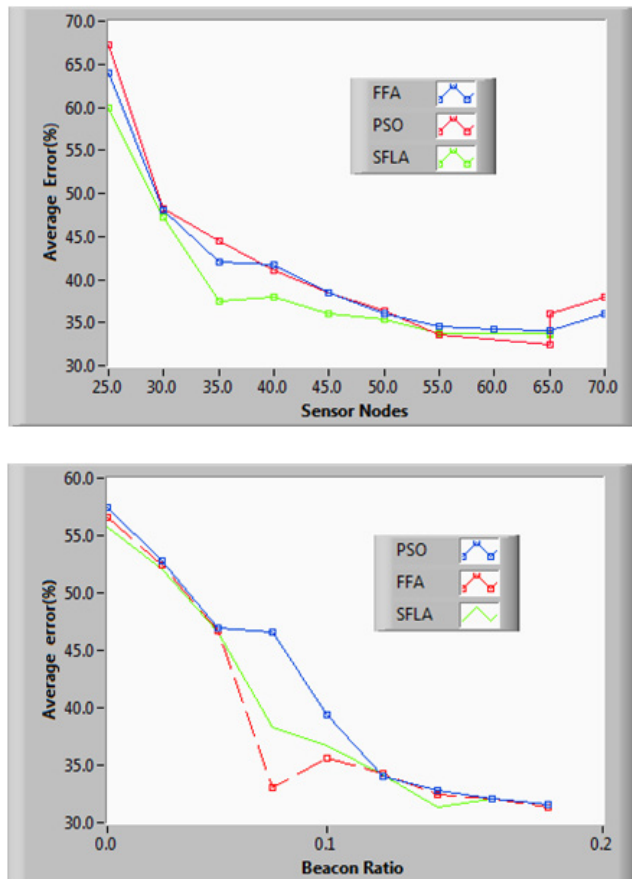 70.0
65.0
60.0
55.0
50.0
45.0
40.0
35.0
30.0
Average Error(%)
FFA
PSO
SFLA
25.0 30.0 35.0 40.0 45.0 50.0 55.0 60.0 65.0 70.0
Sensor Nodes
60.0
55.0
50.0
45.0
40.0
35.0
30.0
Average error(%)
PSO
FFA
SFLA
0.0 0.1 0.2
Beacon Ratio